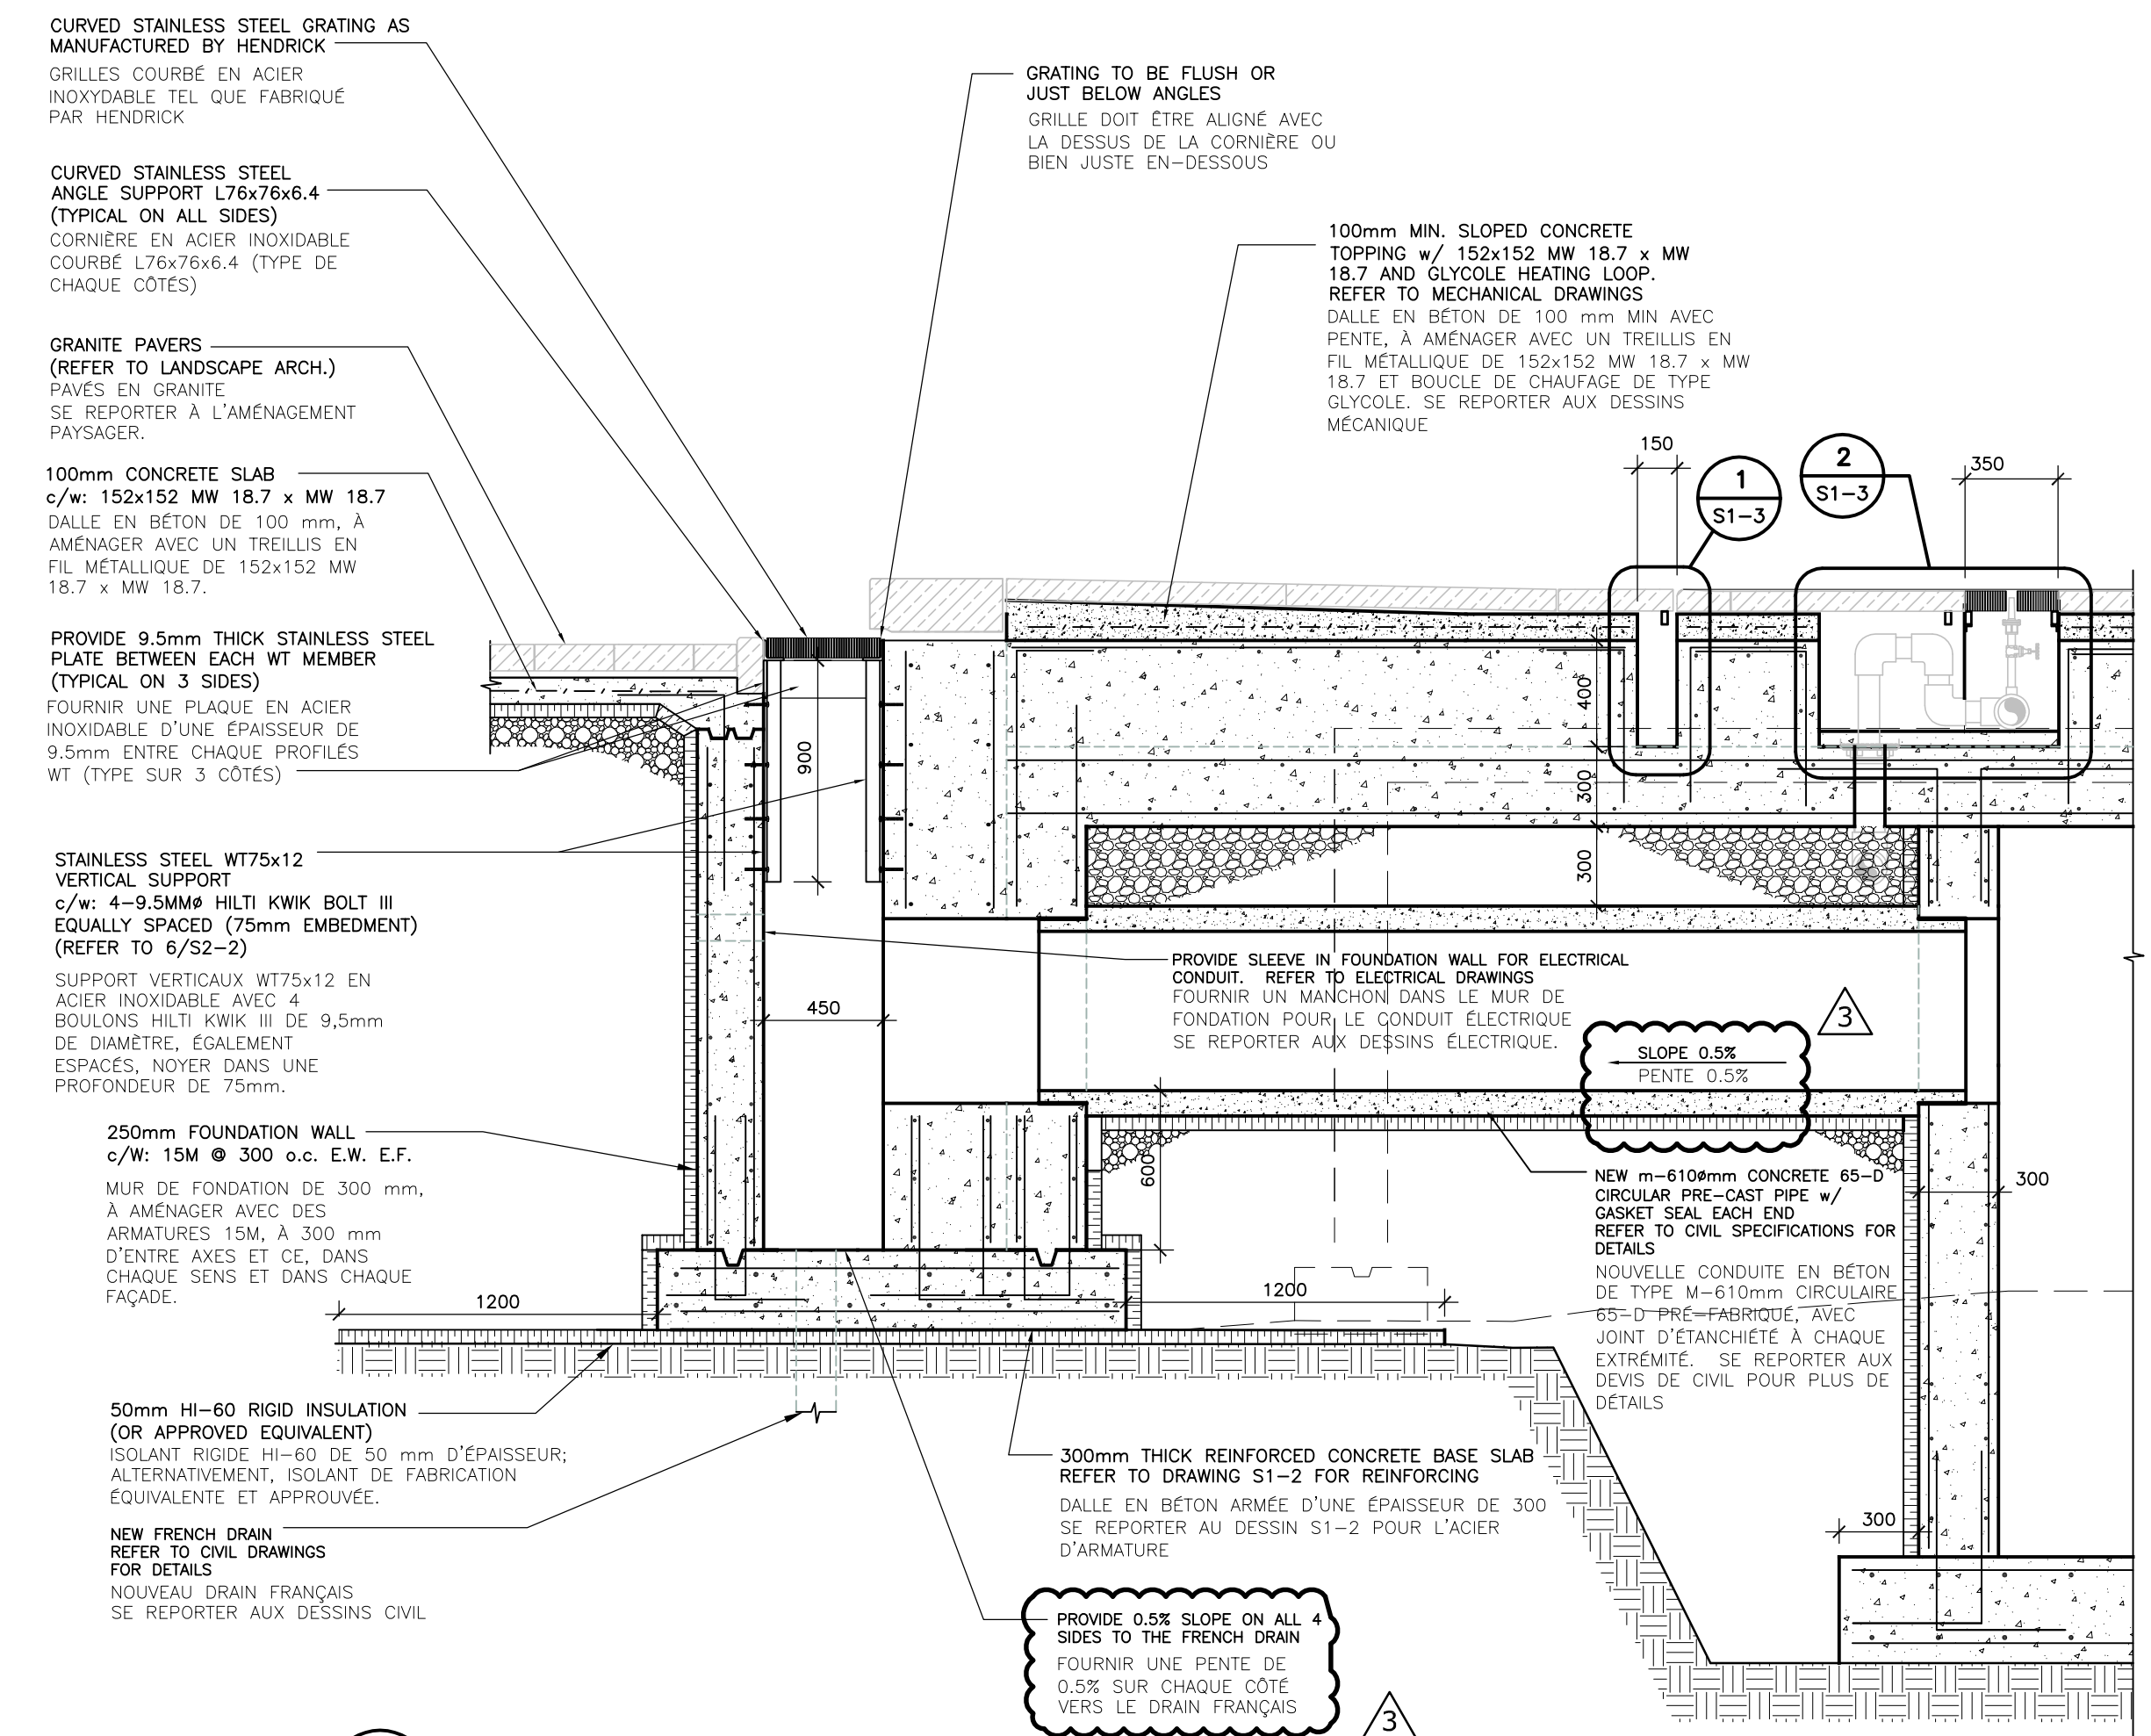 CURVED STAINLESS STEEL GRATING AS
MANUFACTURED BY HENDRICK
GRILLES COURBÉ EN ACIER
INOXYDABLE TEL QUE FABRIQUÉ
PAR HENDRICK
CURVED STAINLESS STEEL
ANGLE SUPPORT L76x76x6.4
(TYPICAL ON ALL SIDES)
CORNIÈRE EN ACIER INOXIDABLE
COURBÉ L76x76x6.4 (TYPE DE
CHAQUE CÔTÉS)
GRANITE PAVERS
(REFER TO LANDSCAPE ARCH.)
PAVÉS EN GRANITE
SE REPORTER À L'AMÉNAGEMENT
PAYSAGER.
100mm CONCRETE SLAB
c/w: 152x152 MW 18.7 x MW 18.7
DALLE EN BÉTON DE 100 mm, À
AMÉNAGER AVEC UN TREILLIS EN
FIL MÉTALLIQUE DE 152x152 MW
18.7 x MW 18.7.
PROVIDE 9.5mm THICK STAINLESS STEEL
PLATE BETWEEN EACH WT MEMBER
(TYPICAL ON 3 SIDES)
FOURNIR UNE PLAQUE EN ACIER
INOXIDABLE D'UNE ÉPAISSEUR DE
9.5mm ENTRE CHAQUE PROFILÉS
WT (TYPE SUR 3 CÔTÉS)
STAINLESS STEEL WT75x12
VERTICAL SUPPORT
c/w: 4-9.5MMø HILTI KWIK BOLT III
EQUALLY SPACED (75mm EMBEDMENT)
(REFER TO 6/S2-2)
SUPPORT VERTICAUX WT75x12 EN
ACIER INOXIDABLE AVEC 4
BOULONS HILTI KWIK III DE 9,5mm
DE DIAMÈTRE, ÉGALEMENT
ESPACÉS, NOYER DANS UNE
PROFONDEUR DE 75mm.
250mm FOUNDATION WALL
c/W: 15M @ 300 o.c. E.W. E.F.
MUR DE FONDATION DE 300 mm,
À AMÉNAGER AVEC DES
ARMATURES 15M, À 300 mm
D'ENTRE AXES ET CE, DANS
CHAQUE SENS ET DANS CHAQUE
FAÇADE.
50mm HI-60 RIGID INSULATION
(OR APPROVED EQUIVALENT)
ISOLANT RIGIDE HI-60 DE 50 mm D'ÉPAISSEUR;
ALTERNATIVEMENT, ISOLANT DE FABRICATION
ÉQUIVALENTE ET APPROUVÉE.
NEW FRENCH DRAIN
REFER TO CIVIL DRAWINGS
FOR DETAILS
NOUVEAU DRAIN FRANÇAIS
SE REPORTER AUX DESSINS CIVIL
GRATING TO BE FLUSH OR
JUST BELOW ANGLES
GRILLE DOIT ÊTRE ALIGNÉ AVEC
LA DESSUS DE LA CORNIÈRE OU
BIEN JUSTE EN-DESSOUS
100mm MIN. SLOPED CONCRETE
TOPPING w/ 152x152 MW 18.7 x MW
18.7 AND GLYCOLE HEATING LOOP.
REFER TO MECHANICAL DRAWINGS
DALLE EN BÉTON DE 100 mm MIN AVEC
PENTE, À AMÉNAGER AVEC UN TREILLIS EN
FIL MÉTALLIQUE DE 152x152 MW 18.7 x MW
18.7 ET BOUCLE DE CHAUFAGE DE TYPE
GLYCOLE. SE REPORTER AUX DESSINS
MÉCANIQUE
150
1
S1-3
2
S1-3
350
400
300
300
900
450
PROVIDE SLEEVE IN FOUNDATION WALL FOR ELECTRICAL
CONDUIT. REFER TO ELECTRICAL DRAWINGS
FOURNIR UN MANCHON DANS LE MUR DE
FONDATION POUR LE CONDUIT ÉLECTRIQUE
SE REPORTER AUX DESSINS ÉLECTRIQUE.
3
SLOPE 0.5%
PENTE 0.5%
600
300
NEW m-610ømm CONCRETE 65-D
CIRCULAR PRE-CAST PIPE w/
GASKET SEAL EACH END
REFER TO CIVIL SPECIFICATIONS FOR
DETAILS
NOUVELLE CONDUITE EN BÉTON
DE TYPE M-610mm CIRCULAIRE
65-D PRÉ-FABRIQUÉ, AVEC
JOINT D'ÉTANCHIÉTÉ À CHAQUE
EXTRÉMITÉ. SE REPORTER AUX
DEVIS DE CIVIL POUR PLUS DE
DÉTAILS
1200
1200
300
300mm THICK REINFORCED CONCRETE BASE SLAB
REFER TO DRAWING S1-2 FOR REINFORCING
DALLE EN BÉTON ARMÉE D'UNE ÉPAISSEUR DE 300
SE REPORTER AU DESSIN S1-2 POUR L'ACIER
D'ARMATURE
PROVIDE 0.5% SLOPE ON ALL 4
SIDES TO THE FRENCH DRAIN
FOURNIR UNE PENTE DE
0.5% SUR CHAQUE CÔTÉ
VERS LE DRAIN FRANÇAIS
3